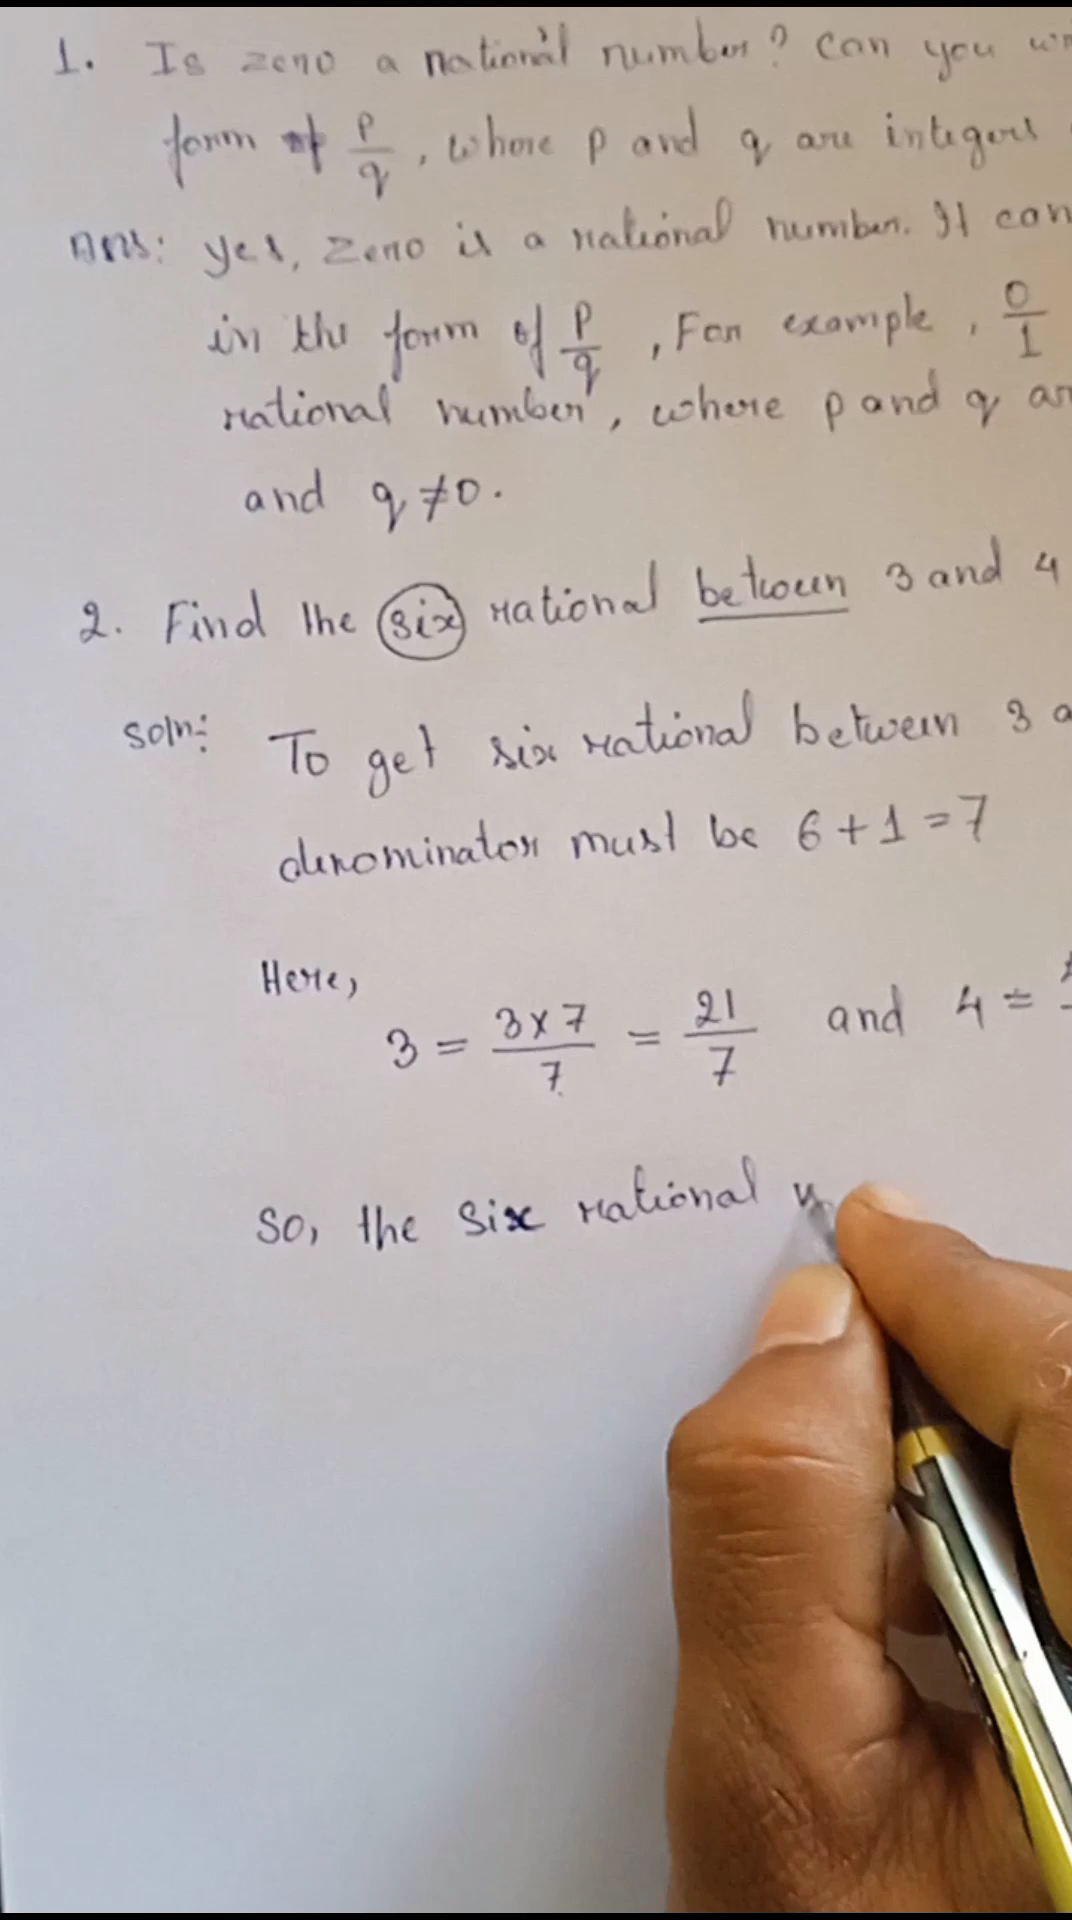 1. Is zero a rational number? Can you
form of p/q, where p and q are integers
Ans: yes, zero is a rational number. It can
in the form of p/q, For example, 0/1
rational number, where p and q
and q ≠ 0.
2. Find the six rational between 3 and 4
soln: To get six rational between 3
denominator must be 6 + 1 = 7
Here,
3 = 3 x 7/7 = 21/7 and 4 =
So, the six rational